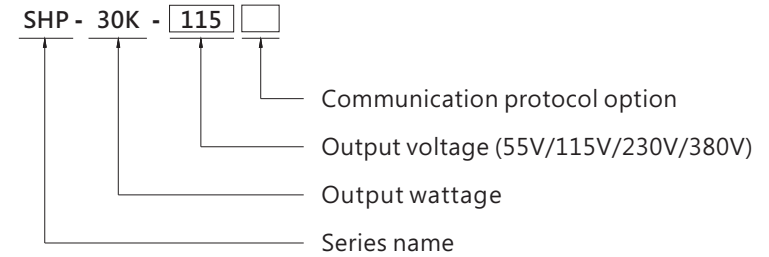 SHP - 30K - 115
Communication protocol option
Output voltage (55V/115V/230V/380V)
Output wattage
Series name